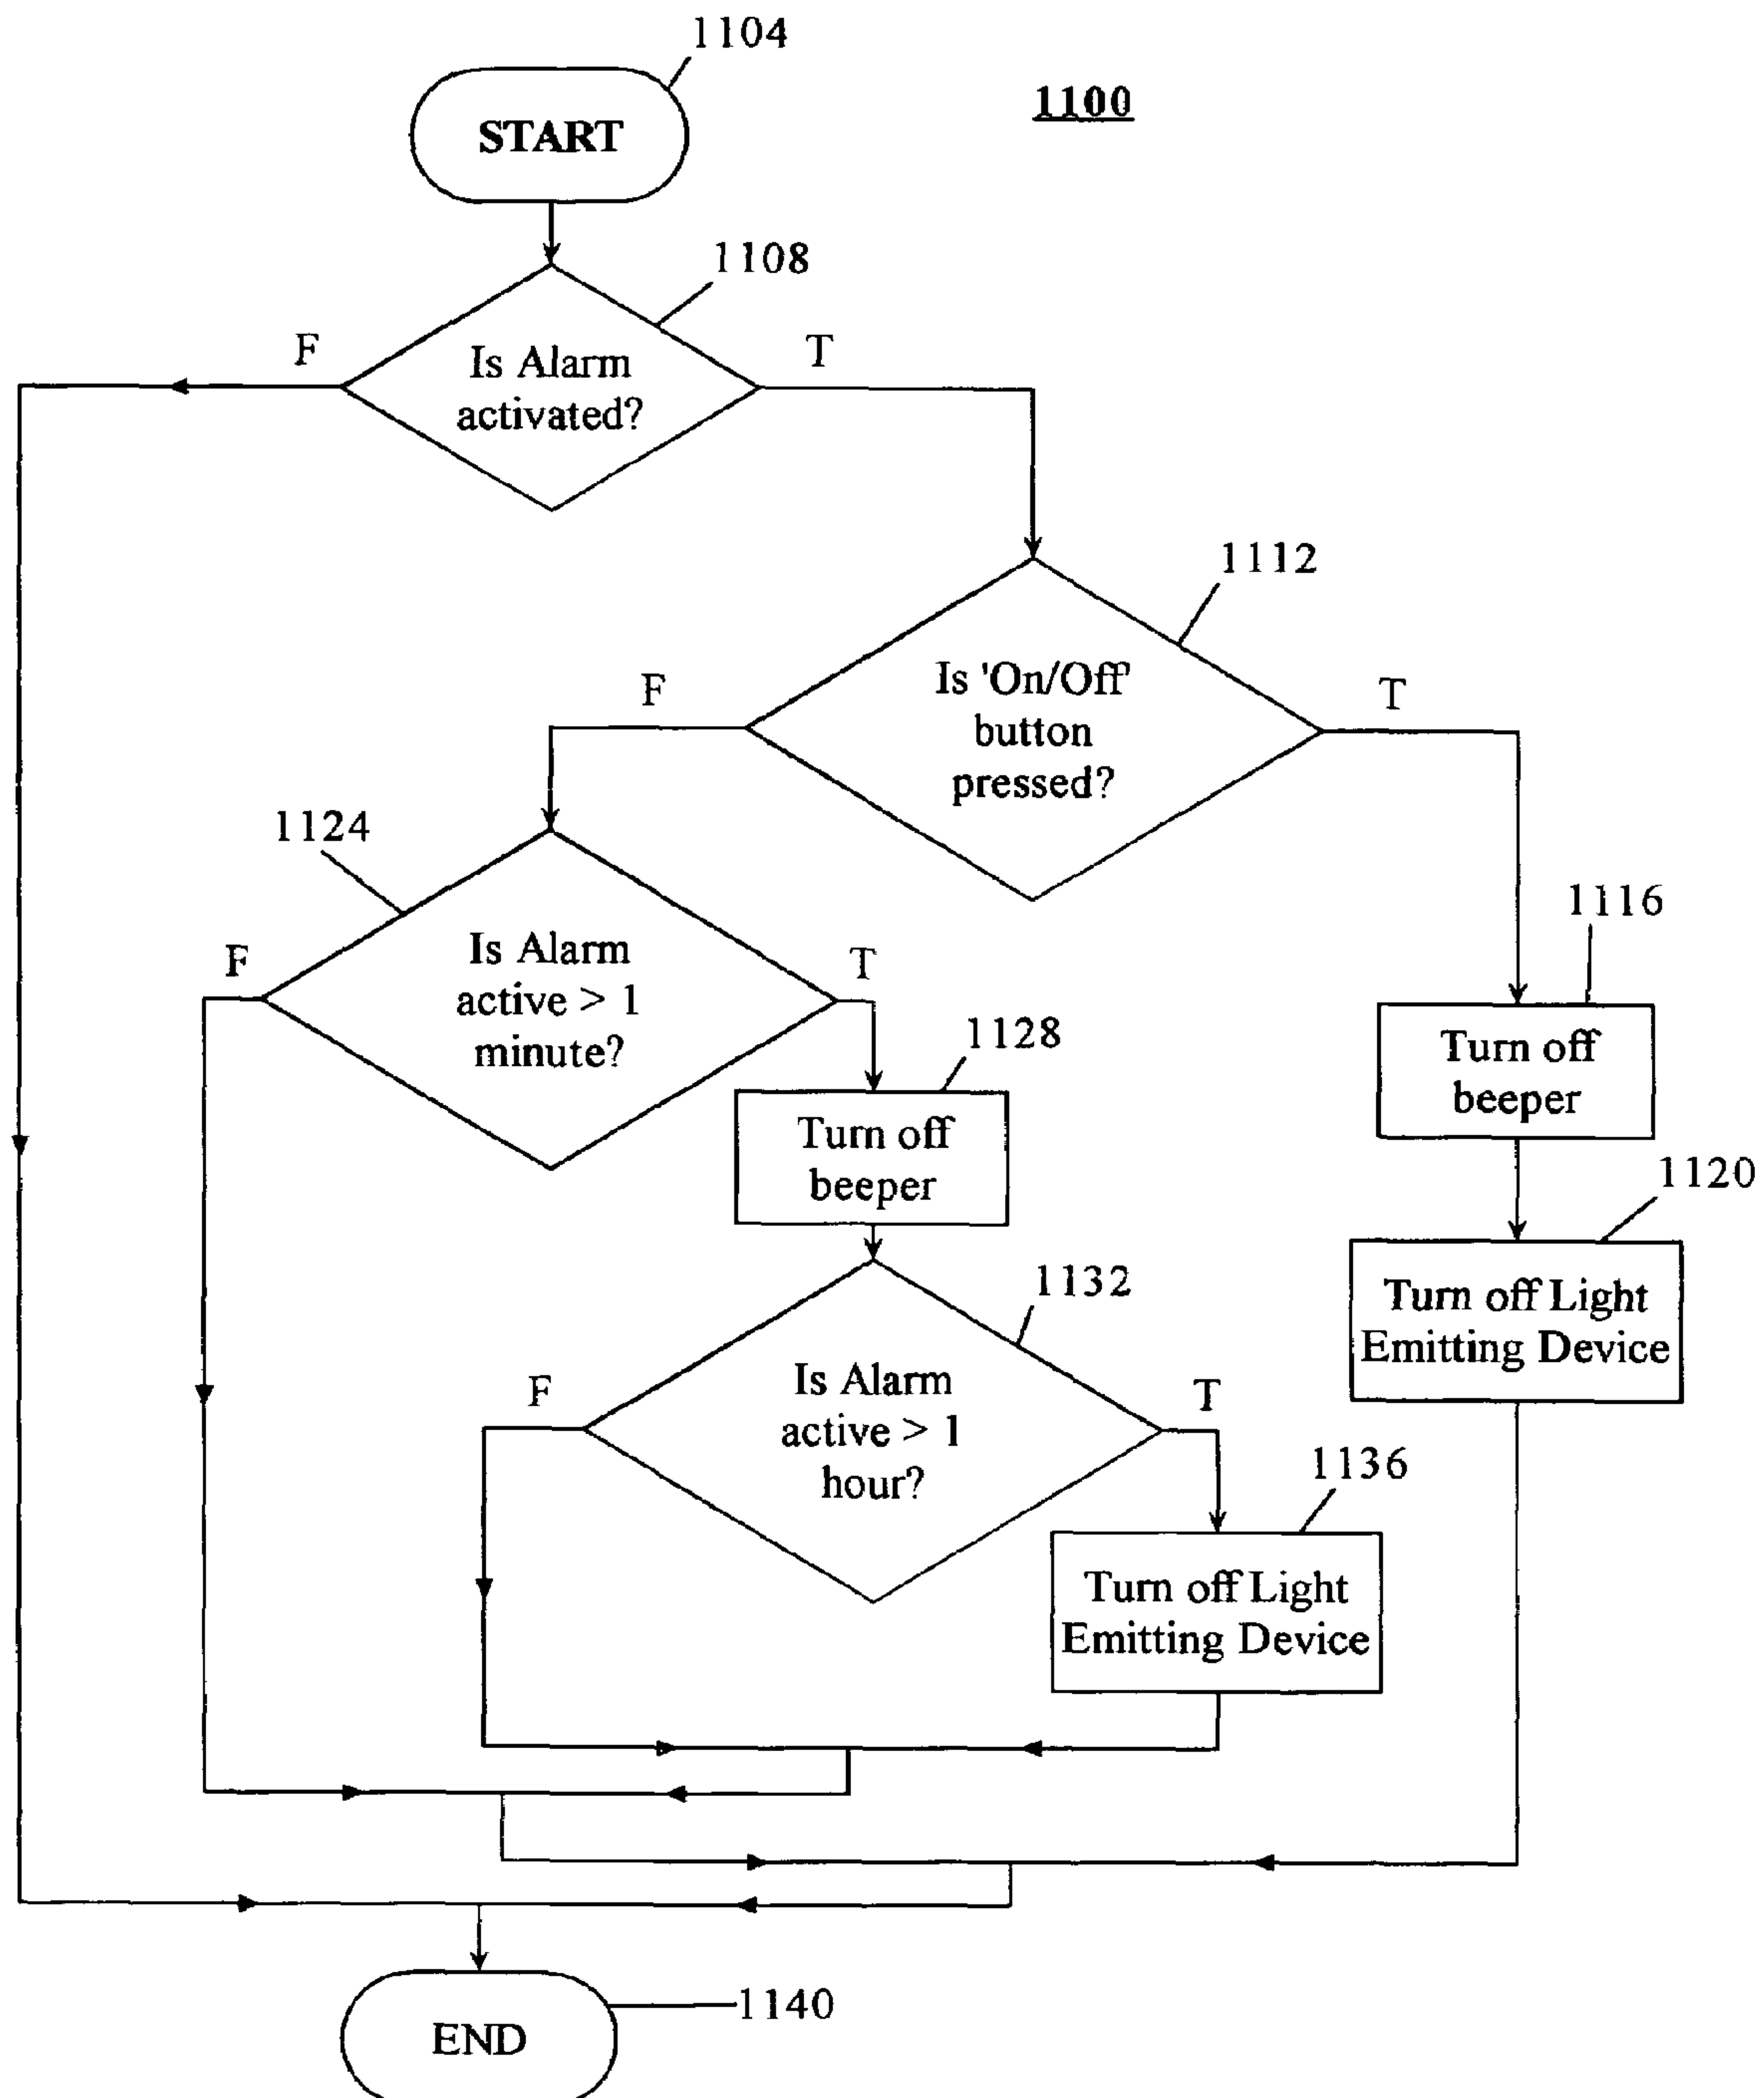 1104
1100
START
1108
F
T
Is Alarm
activated?
1112
F
T
Is 'On/Off'
button
pressed?
1124
F
T
Is Alarm
active > 1
minute?
1116
Turn off
beeper
1128
Turn off
beeper
1120
Turn off Light
Emitting Device
1132
F
T
Is Alarm
active > 1
hour?
1136
Turn off Light
Emitting Device
1140
END